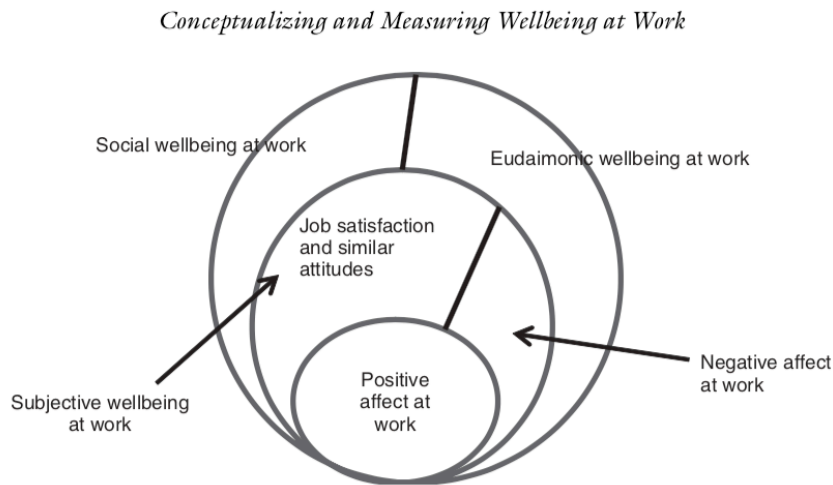 Conceptualizing and Measuring Wellbeing at Work
Social wellbeing at work
Eudaimonic wellbeing at work
Job satisfaction
and similar
attitudes
Positive
affect at
work
Negative affect
at work
Subjective wellbeing
at work